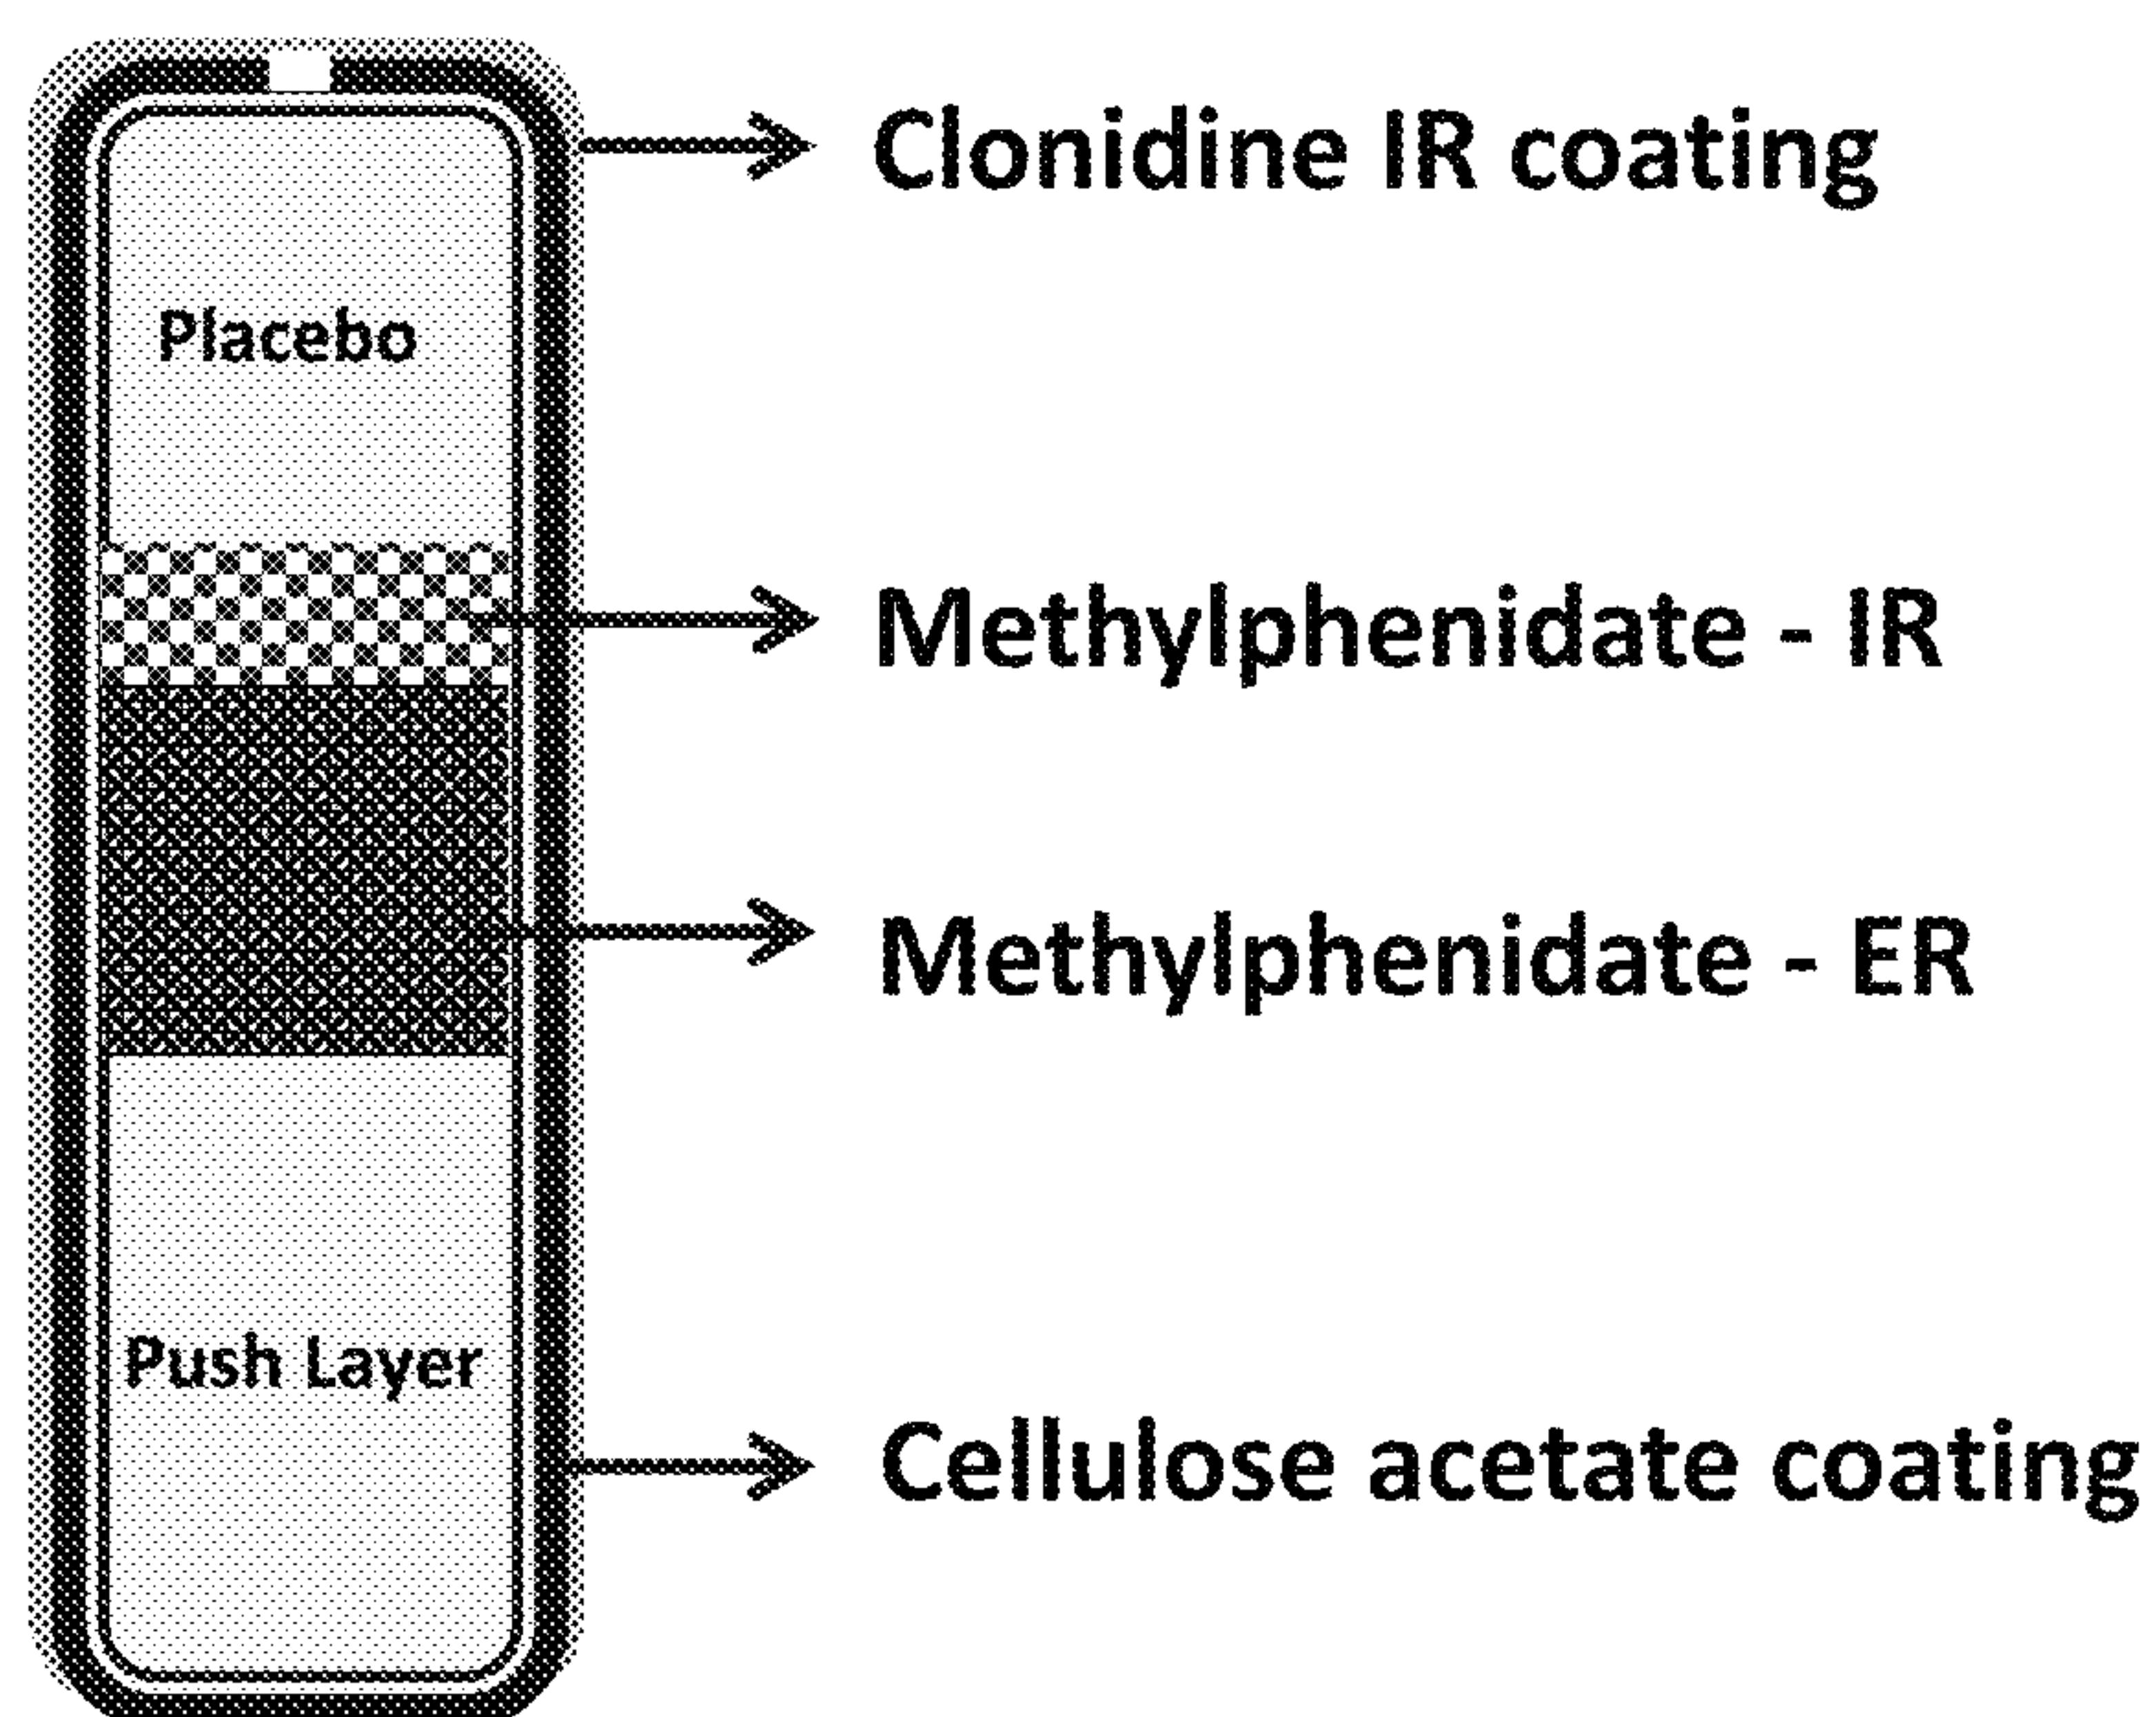 Clonidine IR coating
Placebo
Methylphenidate - IR
Methylphenidate - ER
Push Layer
Cellulose acetate coating